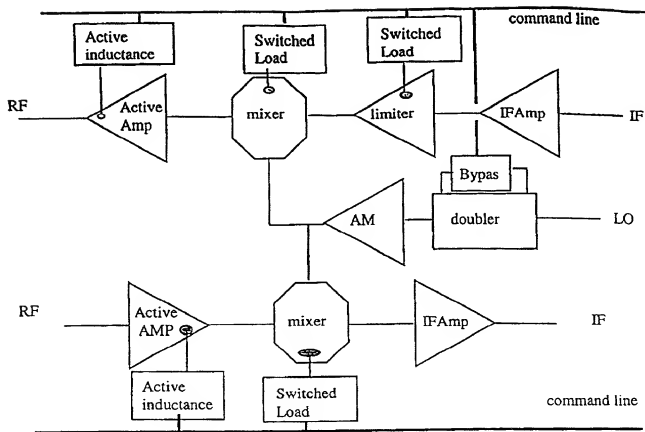 command line
Active
inductance
Switched
Load
Switched
Load
RF
Active
Amp
mixer
limiter
IFAmp
IF
Bypas
AM
doubler
LO
RF
Active
AMP
mixer
IFAmp
IF
Active
inductance
Switched
Load
command line